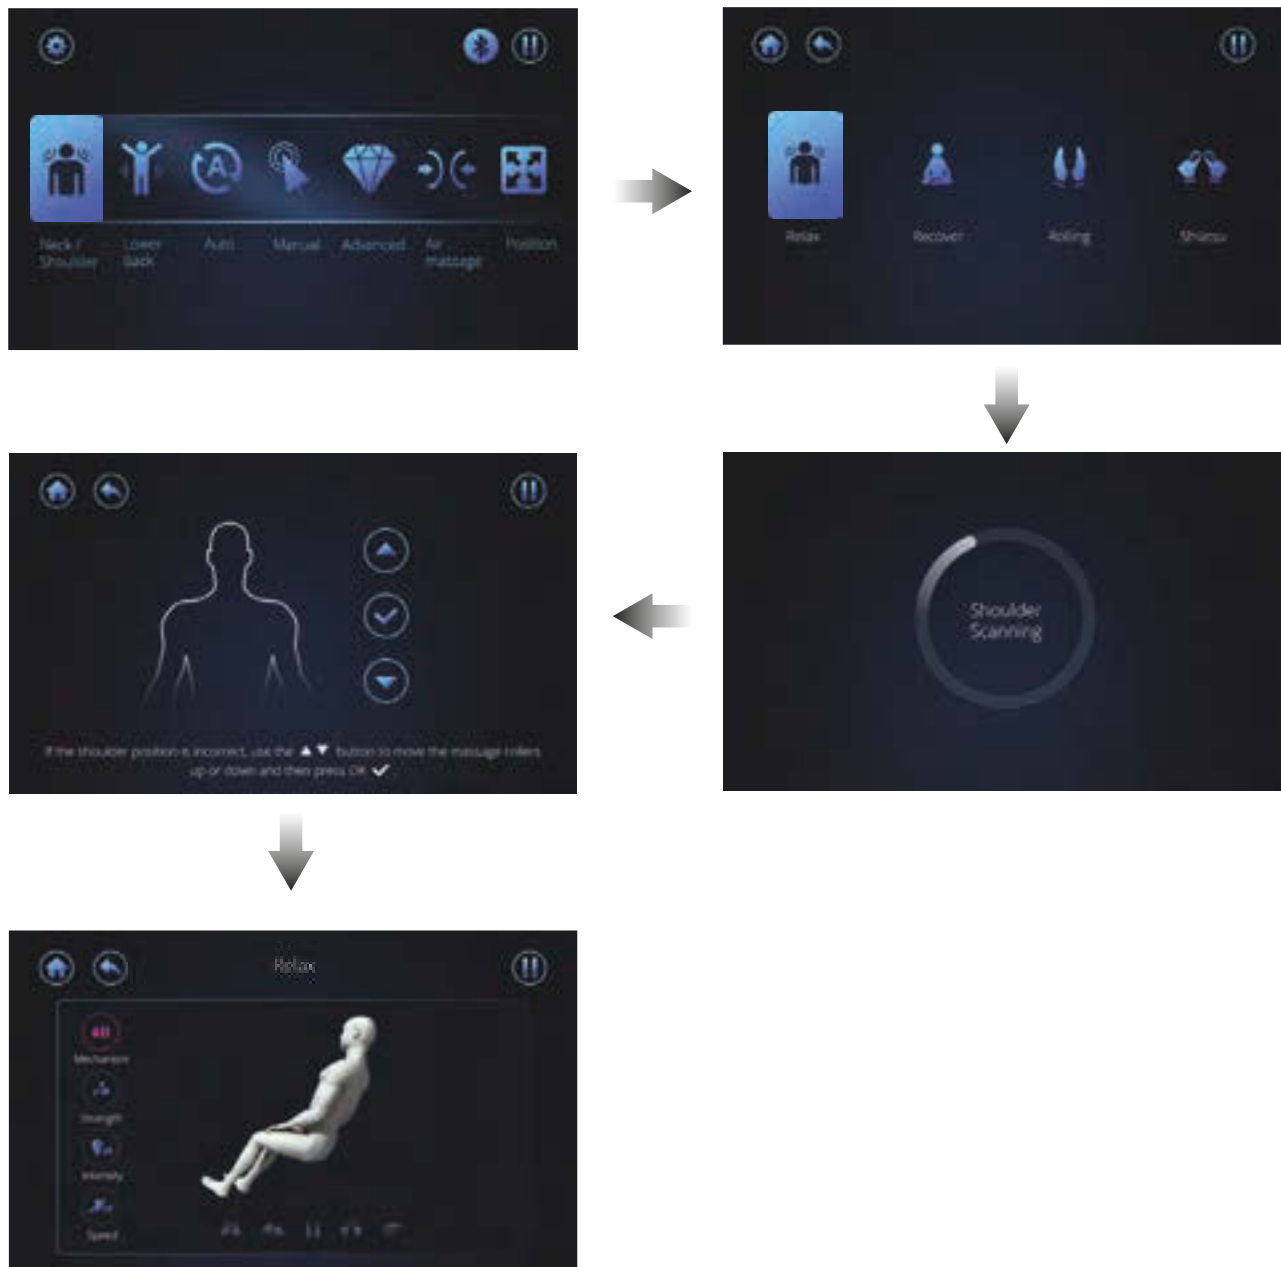 Neck /
Shoulder
Lower
Back
Auto
Manual
Advanced
Air
massage
Position
Relax
Recover
Rolling
Shiatsu
Shoulder
Scanning
If the shoulder position is incorrect, use the ▲ ▼ button to move the massage rollers
up or down and then press OK ✔
Relax
Mechanism
Strength
Intensity
Speed